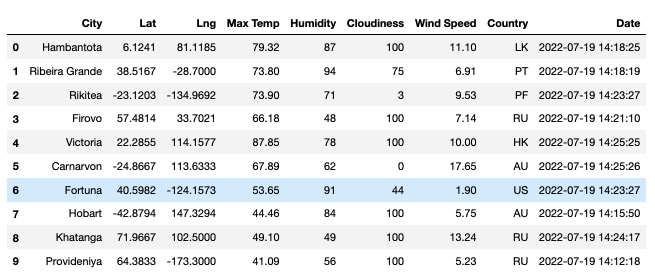 City Lat Lng Max Temp Humidity Cloudiness Wind Speed Country Date
0 Hambantota 6.1241 81.1185 79.32 87 100 11.10 LK 2022-07-19 14:18:25
1 Ribeira Grande 38.5167 -28.7000 73.80 94 75 6.91 PT 2022-07-19 14:18:19
2 Rikitea -23.1203 -134.9692 73.90 71 3 9.53 PF 2022-07-19 14:23:27
3 Firovo 57.4814 33.7021 66.18 48 100 7.14 RU 2022-07-19 14:21:10
4 Victoria 22.2855 114.1577 87.85 78 100 10.00 HK 2022-07-19 14:25:25
5 Carnarvon -24.8667 113.6333 67.89 62 0 17.65 AU 2022-07-19 14:25:26
6 Fortuna 40.5982 -124.1573 53.65 91 44 1.90 US 2022-07-19 14:23:27
7 Hobart -42.8794 147.3294 44.46 84 100 5.75 AU 2022-07-19 14:15:50
8 Khatanga 71.9667 102.5000 49.10 49 100 13.24 RU 2022-07-19 14:24:17
9 Provideniya 64.3833 -173.3000 41.09 56 100 5.23 RU 2022-07-19 14:12:18